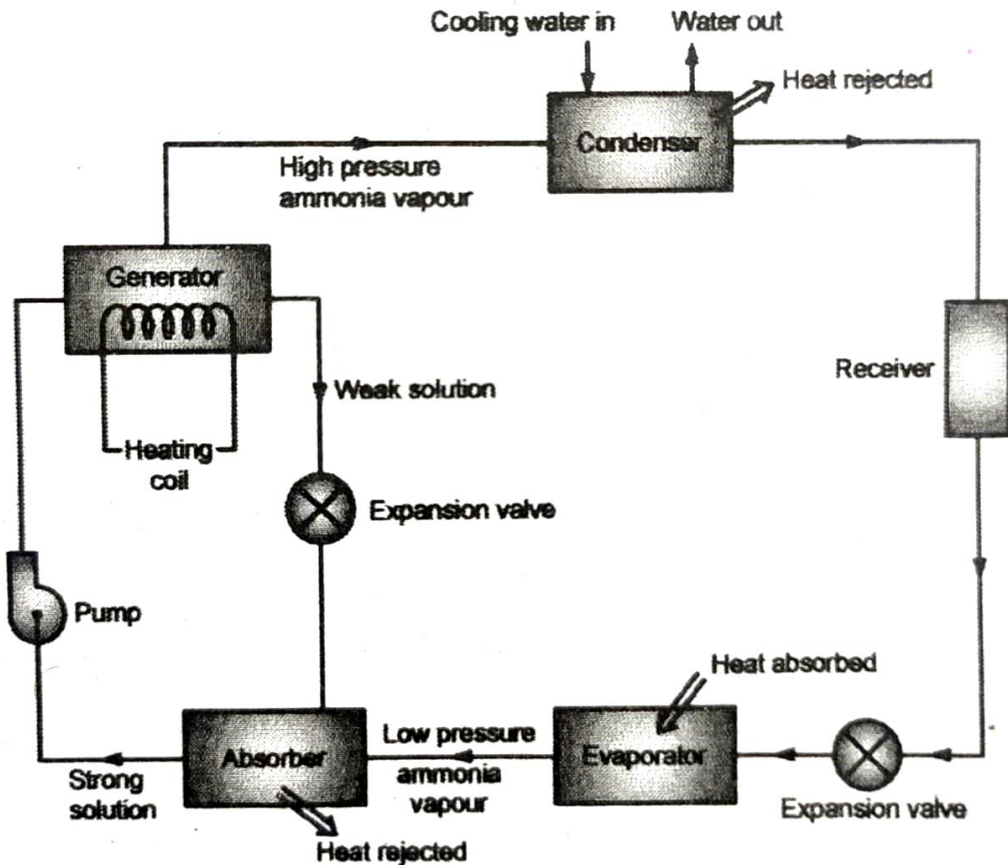 Cooling water in
Water out
Heat rejected
Condenser
High pressure
ammonia vapour
Generator
Receiver
Weak solution
Heating
coil
Expansion valve
Pump
Heat absorbed
Low pressure
Absorber
Evaporator
ammonia
vapour
Strong
solution
Expansion valve
Heat rejected